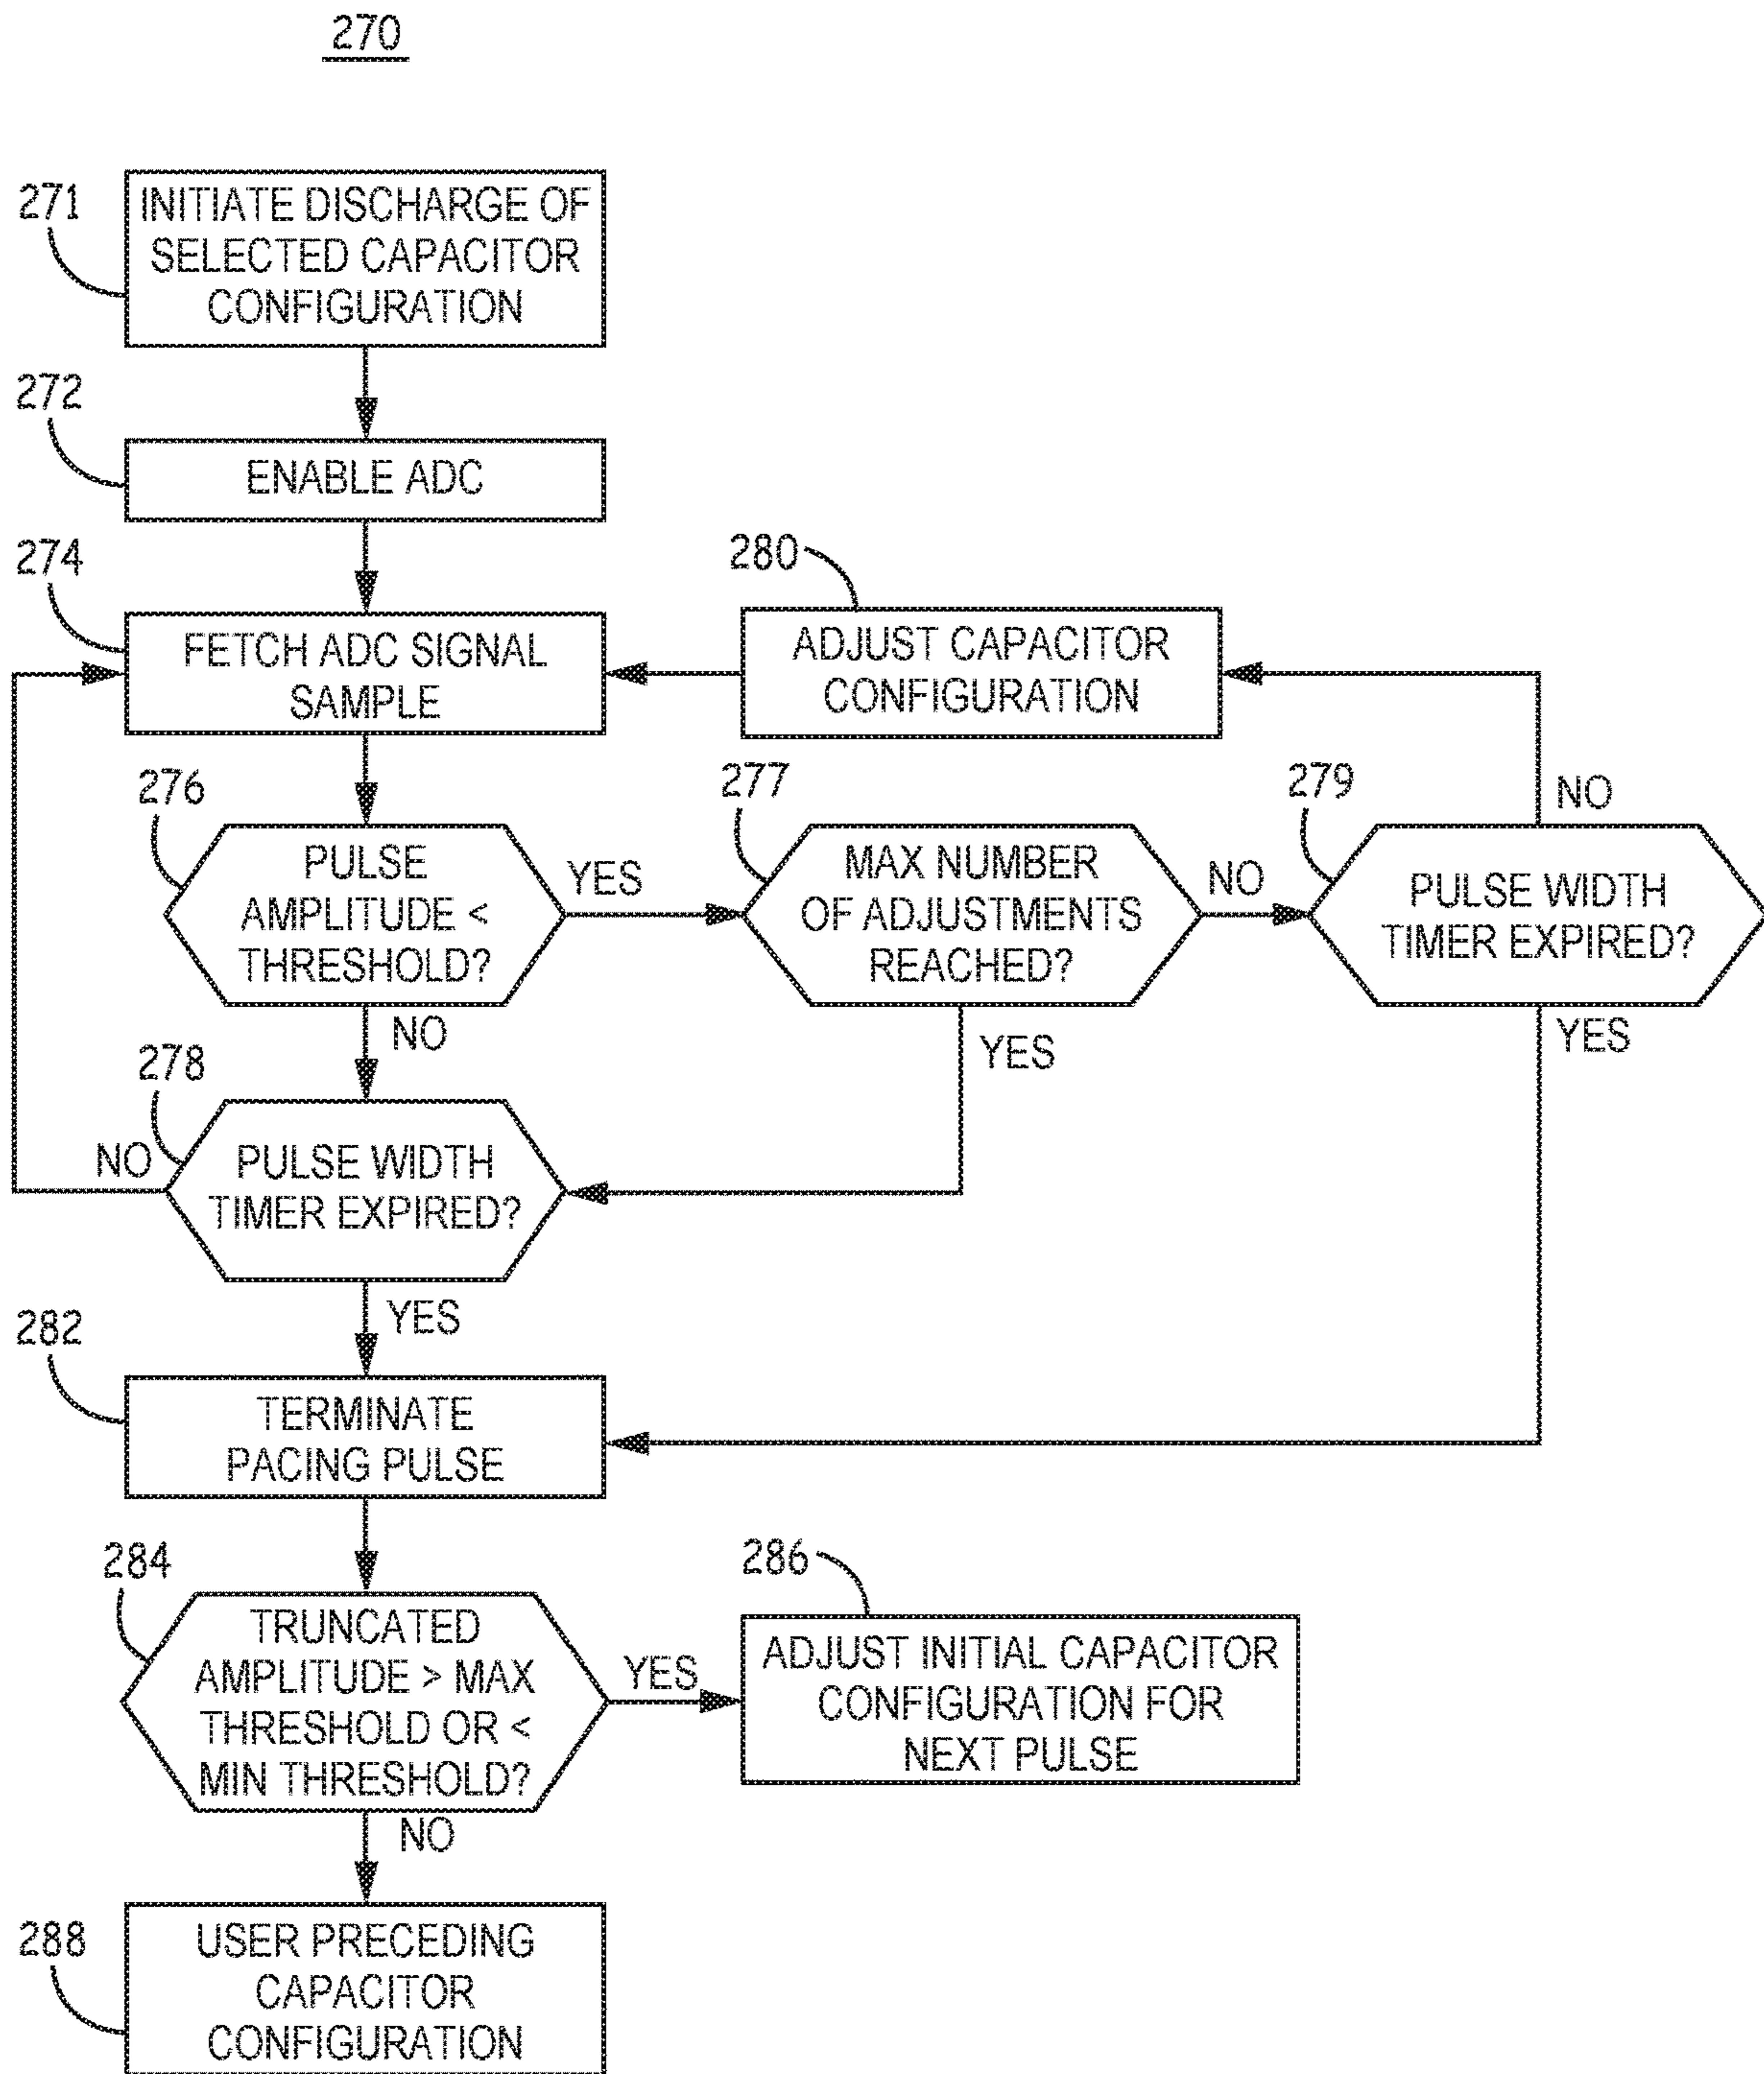 270
271
INITIATE DISCHARGE OF
SELECTED CAPACITOR
CONFIGURATION
272
ENABLE ADC
274
FETCH ADC SIGNAL
SAMPLE
280
ADJUST CAPACITOR
CONFIGURATION
276
PULSE
AMPLITUDE <
THRESHOLD?
YES
NO
277
MAX NUMBER
OF ADJUSTMENTS
REACHED?
NO
YES
279
PULSE WIDTH
TIMER EXPIRED?
NO
YES
278
PULSE WIDTH
TIMER EXPIRED?
NO
YES
282
TERMINATE
PACING PULSE
284
TRUNCATED
AMPLITUDE > MAX
THRESHOLD OR <
MIN THRESHOLD?
YES
NO
286
ADJUST INITIAL CAPACITOR
CONFIGURATION FOR
NEXT PULSE
288
USER PRECEDING
CAPACITOR
CONFIGURATION